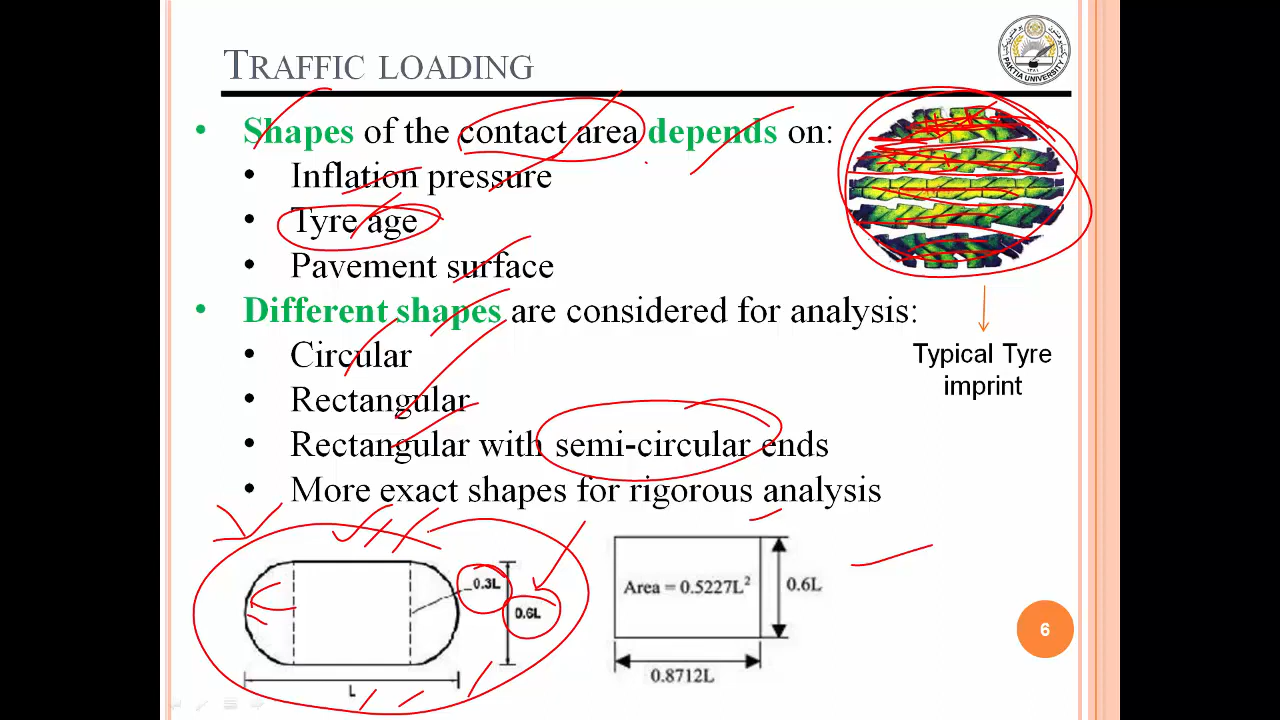 TRAFFIC LOADING
PAKTIA UNIVERSITY
• Shapes of the contact area depends on:
• Inflation pressure
• Tyre age
• Pavement surface
• Different shapes are considered for analysis:
• Circular
• Rectangular
• Rectangular with semi-circular ends
• More exact shapes for rigorous analysis
Typical Tyre
imprint
0.3L
0.6L
L
Area = 0.5227L²
0.6L
0.8712L
6